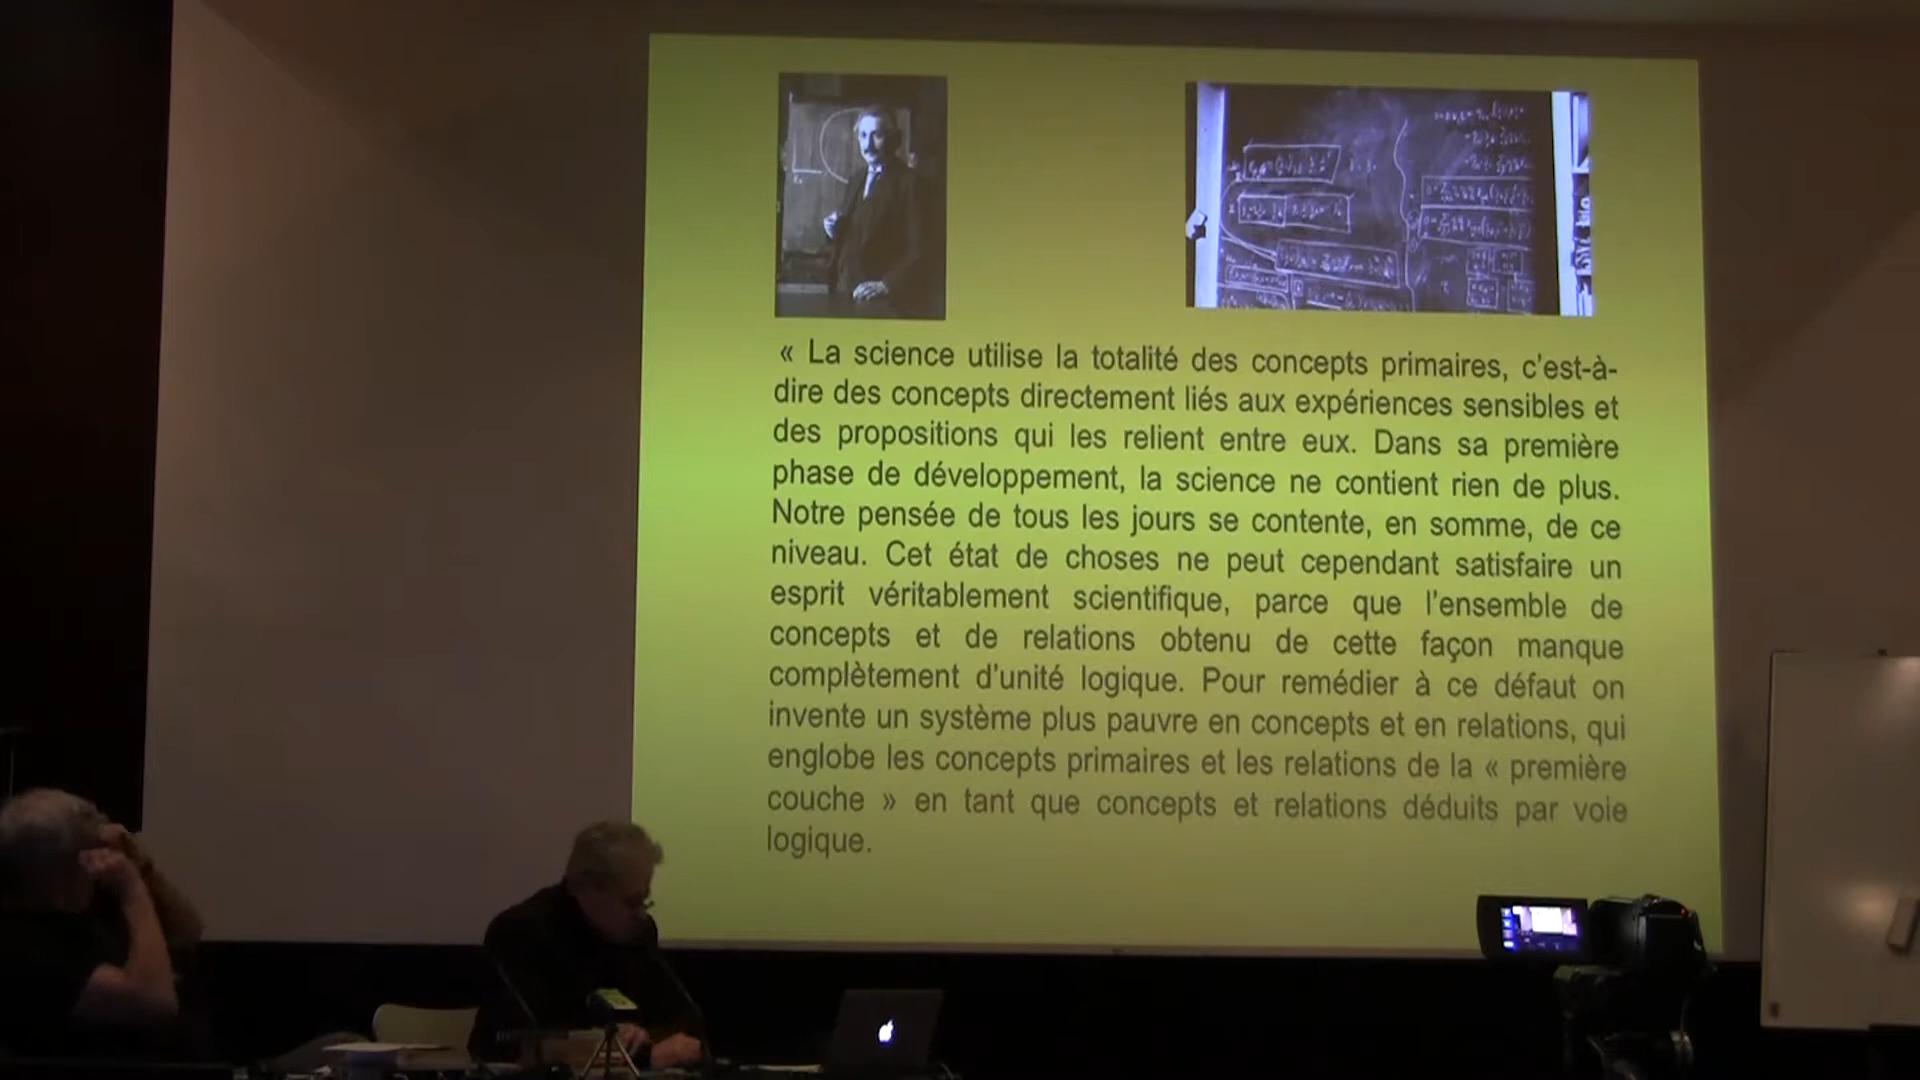 « La science utilise la totalité des concepts primaires, c'est-à-
dire des concepts directement liés aux expériences sensibles et
des propositions qui les relient entre eux. Dans sa première
phase de développement, la science ne contient rien de plus.
Notre pensée de tous les jours se contente, en somme, de ce
niveau. Cet état de choses ne peut cependant satisfaire un
esprit véritablement scientifique, parce que l'ensemble de
concepts et de relations obtenu de cette façon manque
complètement d'unité logique. Pour remédier à ce défaut on
invente un système plus pauvre en concepts et en relations, qui
englobe les concepts primaires et les relations de la « première
couche » en tant que concepts et relations déduits par voie
logique.